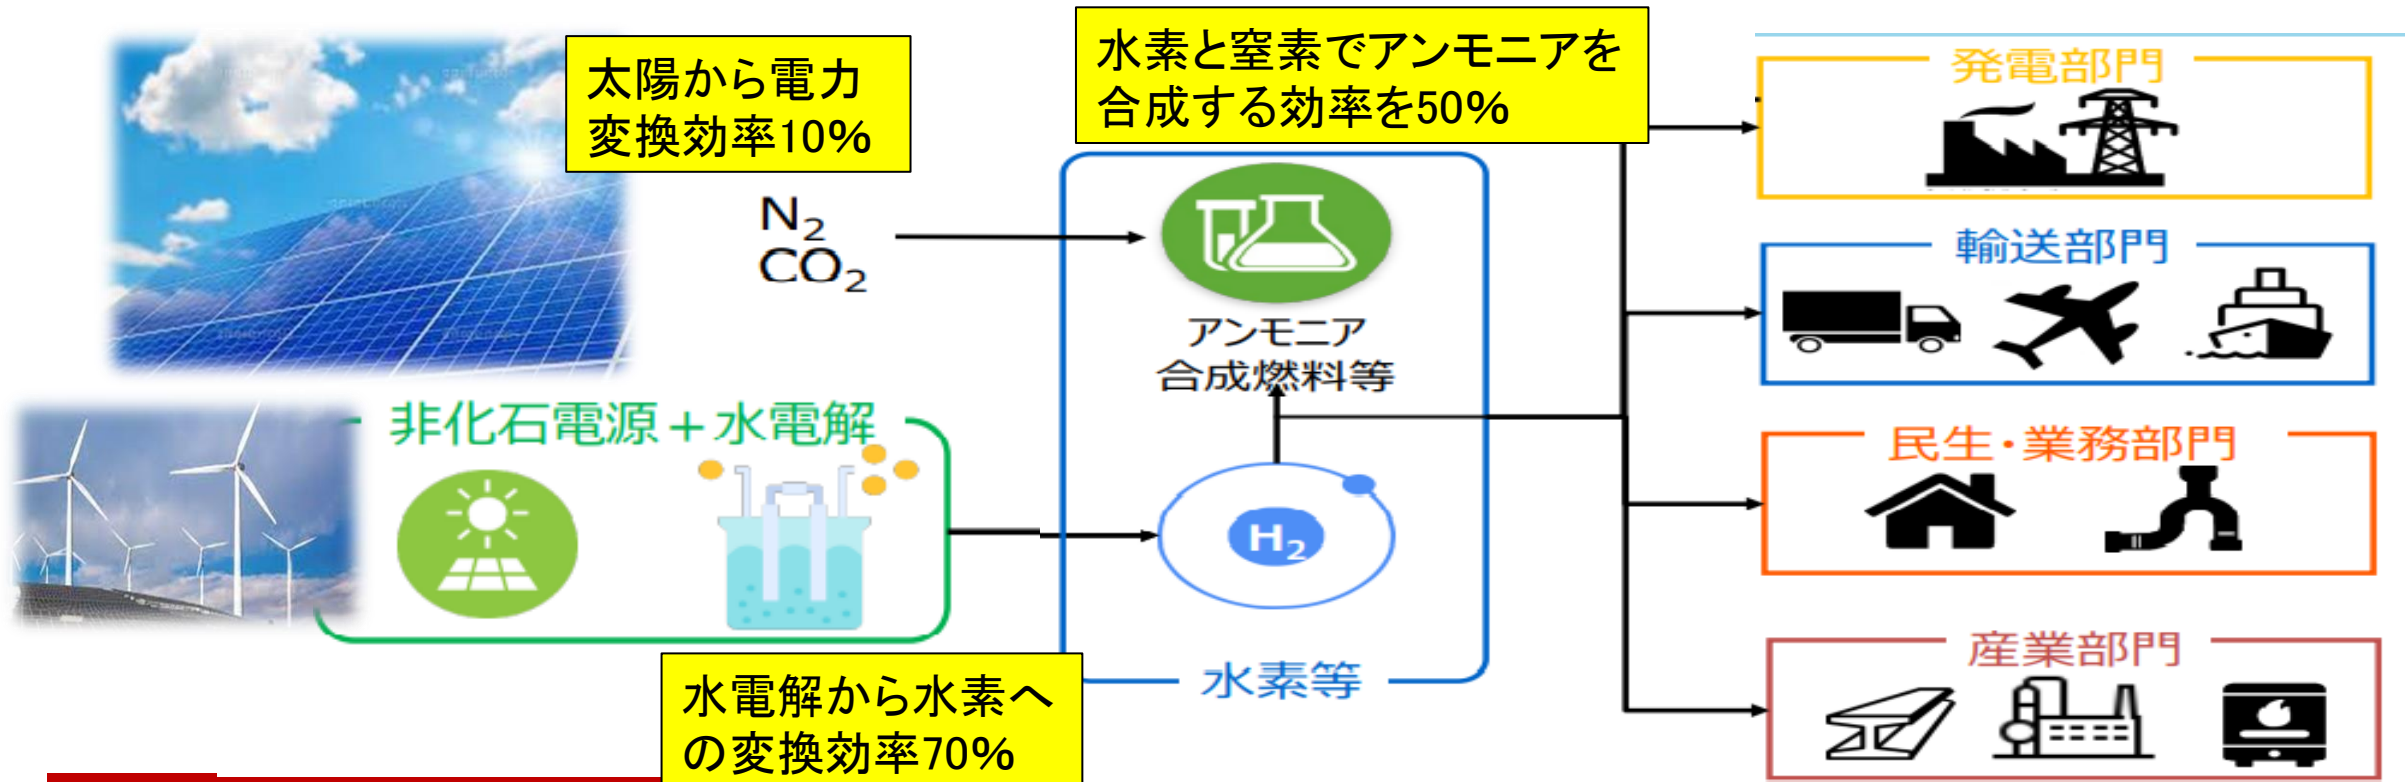 太陽から電力
変換効率10%
水素と窒素でアンモニアを
合成する効率を50%
N₂
CO₂
アンモニア
合成燃料等
非化石電源+水電解
H₂
水素等
水電解から水素へ
の変換効率70%
発電部門
輸送部門
民生・業務部門
産業部門